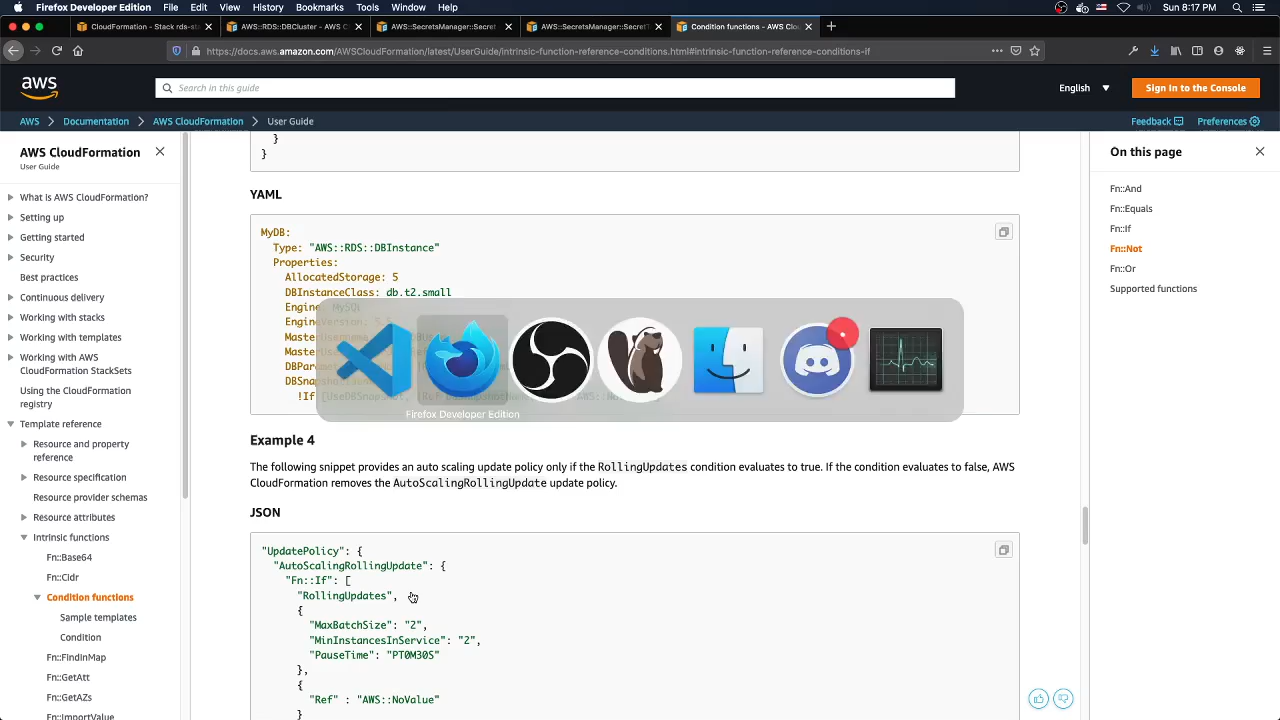 Firefox Developer Edition File Edit View History Bookmarks Tools Window Help Sun 8:17 PM
CloudFormation - Stack rds-st
AWS::RDS::DBCluster - AWS C
AWS::SecretsManager::Secret
AWS::SecretsManager::SecretT
Condition functions - AWS Clo
https://docs.aws.amazon.com/AWSCloudFormation/latest/UserGuide/intrinsic-function-reference-conditions.html#intrinsic-function-reference-conditions-if
aws
Search in this guide
English
Sign In to the Console
AWS
Documentation
AWS CloudFormation
User Guide
Feedback
Preferences
AWS CloudFormation
User Guide
What is AWS CloudFormation?
Setting up
Getting started
Security
Best practices
Continuous delivery
Working with stacks
Working with templates
Working with AWS
CloudFormation StackSets
Using the CloudFormation
registry
Template reference
Resource and property
reference
Resource specification
Resource provider schemas
Resource attributes
Intrinsic functions
Fn::Base64
Fn::Cidr
Condition functions
Sample templates
Condition
Fn::FindInMap
Fn::GetAtt
Fn::GetAZs
Fn::ImportValue
}
}
YAML
MyDB:
Type: "AWS::RDS::DBInstance"
Properties:
AllocatedStorage: 5
DBInstanceClass: db.t2.small
Engine: MySQL
EngineVersion: 5.5
Firefox Developer Edition
Example 4
The following snippet provides an auto scaling update policy only if the RollingUpdates condition evaluates to true. If the condition evaluates to false, AWS
CloudFormation removes the AutoScalingRollingUpdate update policy.
JSON
"UpdatePolicy": {
"AutoScalingRollingUpdate": {
"Fn::If": [
"RollingUpdates",
{
"MaxBatchSize": "2",
"MinInstancesInService": "2",
"PauseTime": "PT0M30S"
},
{
"Ref" : "AWS::NoValue"
}
On this page
Fn::And
Fn::Equals
Fn::If
Fn::Not
Fn::Or
Supported functions